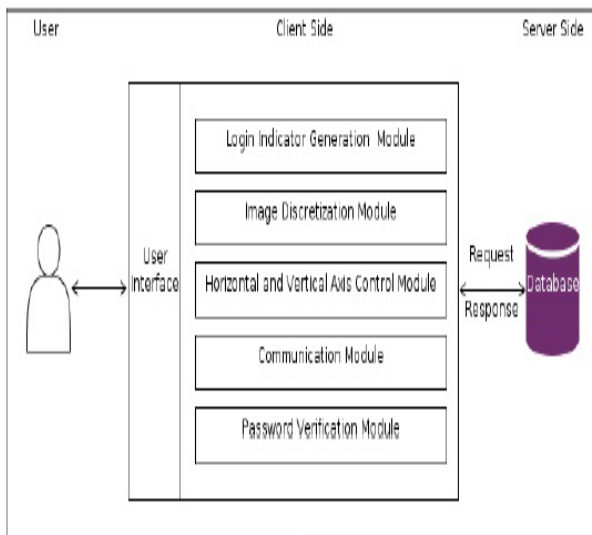 User
Client Side
Server Side
Login Indicator Generation Module
Image Discretization Module
User
Interface
Horizontal and Vertical Axis Control Module
Request
Response
Database
Communication Module
Password Verification Module